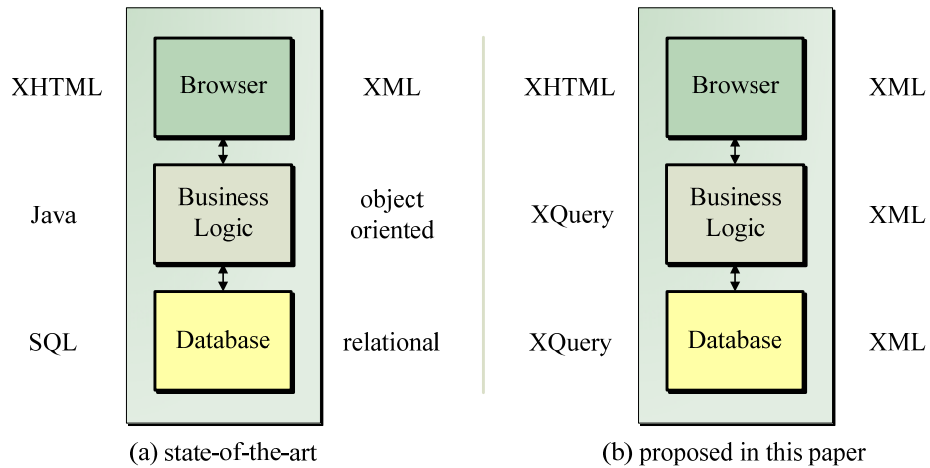 XHTML
Browser
XML
Java
Business
Logic
object
oriented
SQL
Database
relational
(a) state-of-the-art
XHTML
Browser
XML
XQuery
Business
Logic
XML
XQuery
Database
XML
(b) proposed in this paper